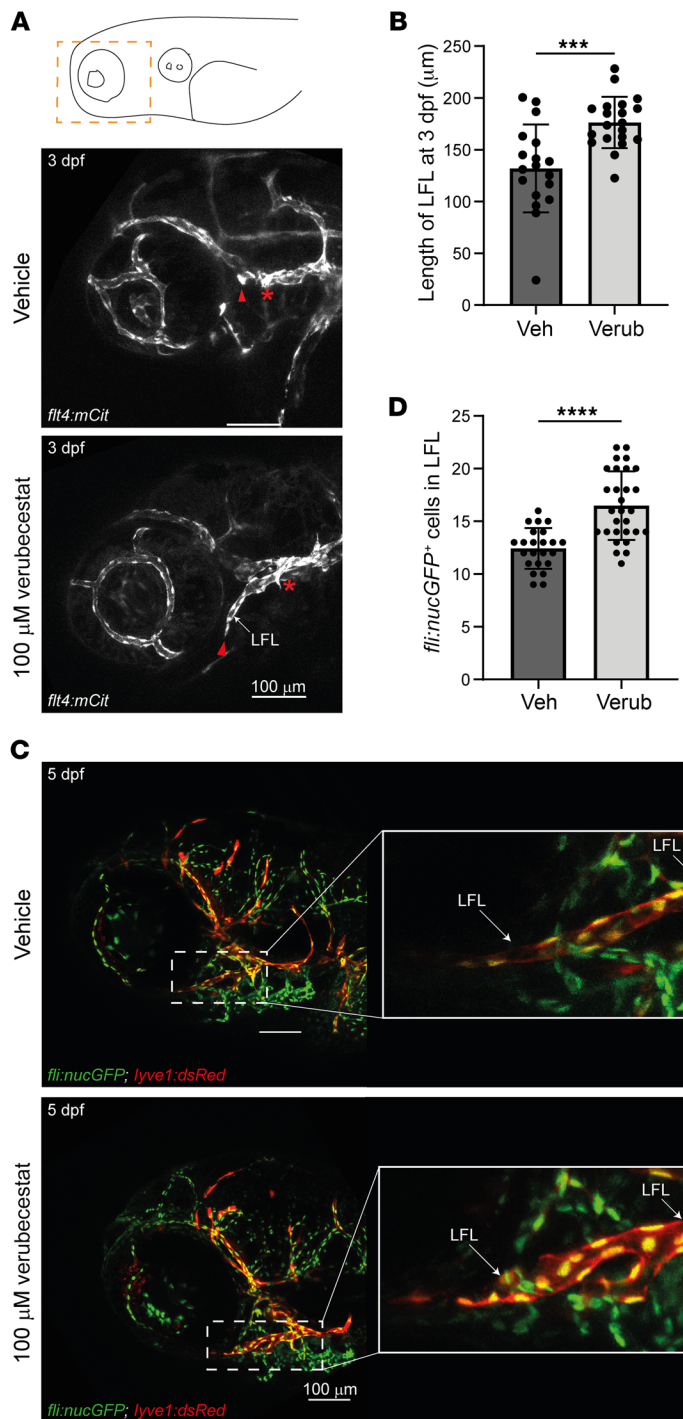 A
3 dpf
Vehicle
*
flt4:mCit
3 dpf
100 μM verubecestat
*
LFL
100 μm
flt4:mCit
B
Length of LFL at 3 dpf (μm)
***
250
200
150
100
50
0
Veh
Verub
D
fli:nucGFP+ cells in LFL
****
25
20
15
10
5
0
Veh
Verub
C
5 dpf
Vehicle
LFL
LFL
fli:nucGFP; lyve1:dsRed
5 dpf
100 μM verubecestat
LFL
LFL
100 μm
fli:nucGFP; lyve1:dsRed